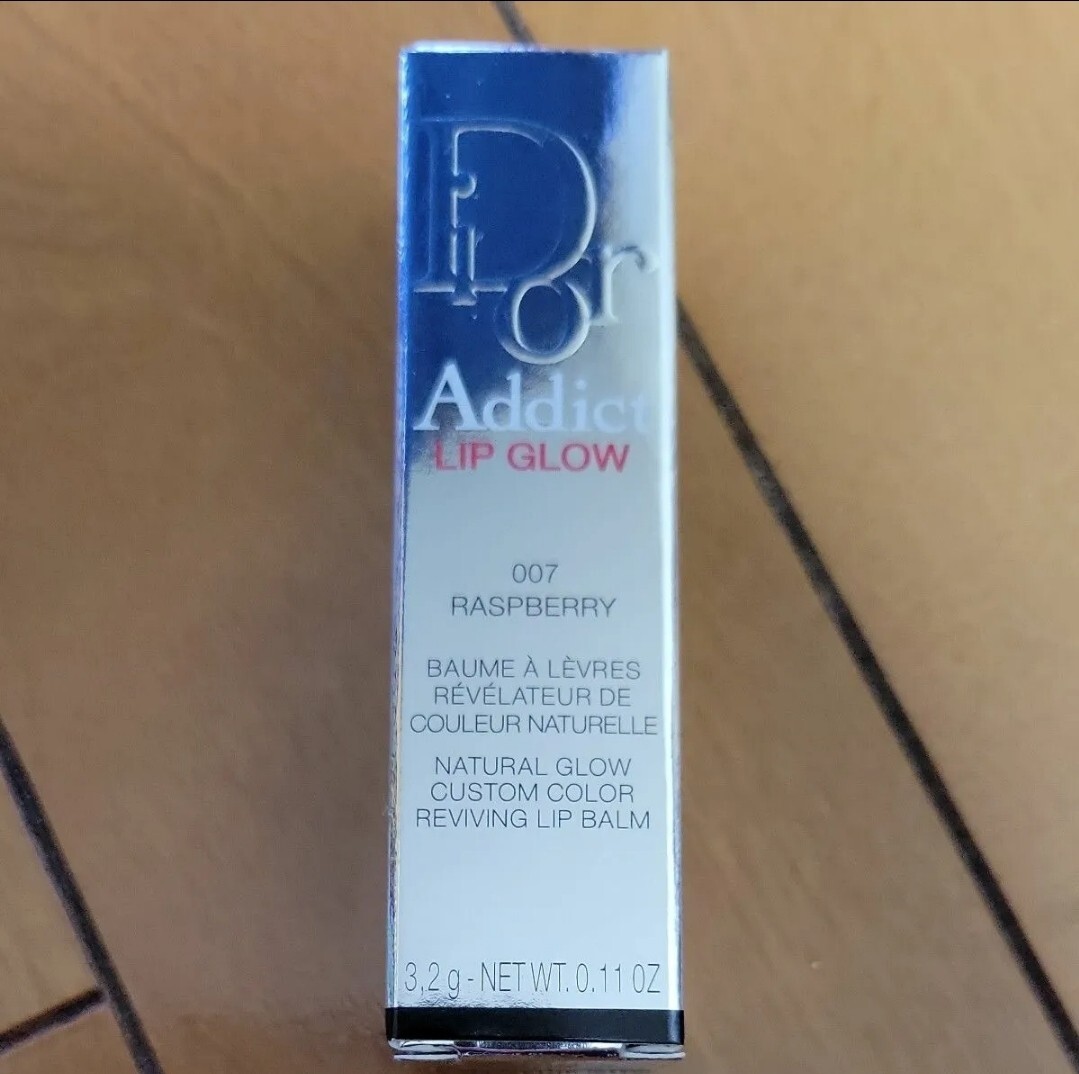 Dior
Addict
LIP GLOW
007
RASPBERRY
BAUME À LÈVRES
RÉVÉLATEUR DE
COULEUR NATURELLE
NATURAL GLOW
CUSTOM COLOR
REVIVING LIP BALM
3,2 g - NET WT. 0.11 OZ